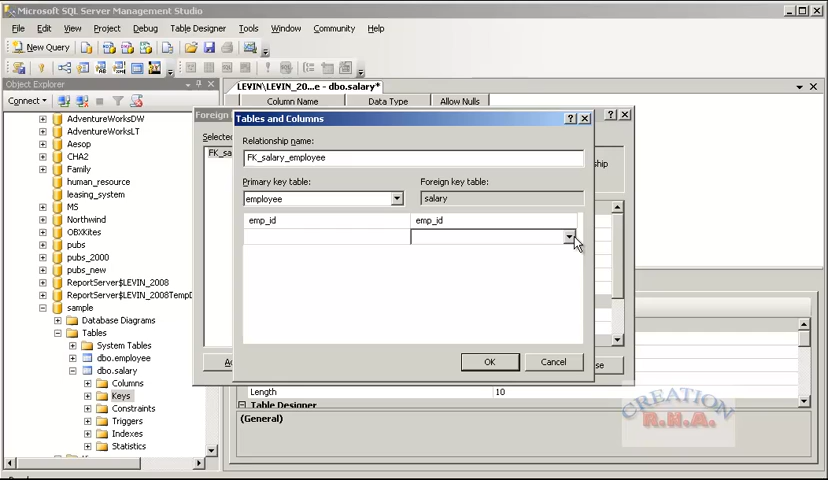 Microsoft SQL Server Management Studio
File Edit View Project Debug Table Designer Tools Window Community Help
New Query
Object Explorer
LEVIN\LEVIN_20...e - dbo.salary*
Connect
Column Name Data Type Allow Nulls
AdventureWorksDW
AdventureWorksLT
Aesop
CHA2
Family
human_resource
leasing_system
MS
Northwind
OBXKites
pubs
pubs_2000
pubs_new
ReportServer$LEVIN_2008
ReportServer$LEVIN_2008TempD
sample
Database Diagrams
Tables
System Tables
dbo.employee
dbo.salary
Columns
Keys
Constraints
Triggers
Indexes
Statistics
Foreign
Selected
FK_sa
Tables and Columns
Relationship name:
FK_salary_employee
Primary key table: Foreign key table:
employee salary
emp_id emp_id
OK Cancel
Length 10
Table Designer
(General)
CREATION
R.H.A.